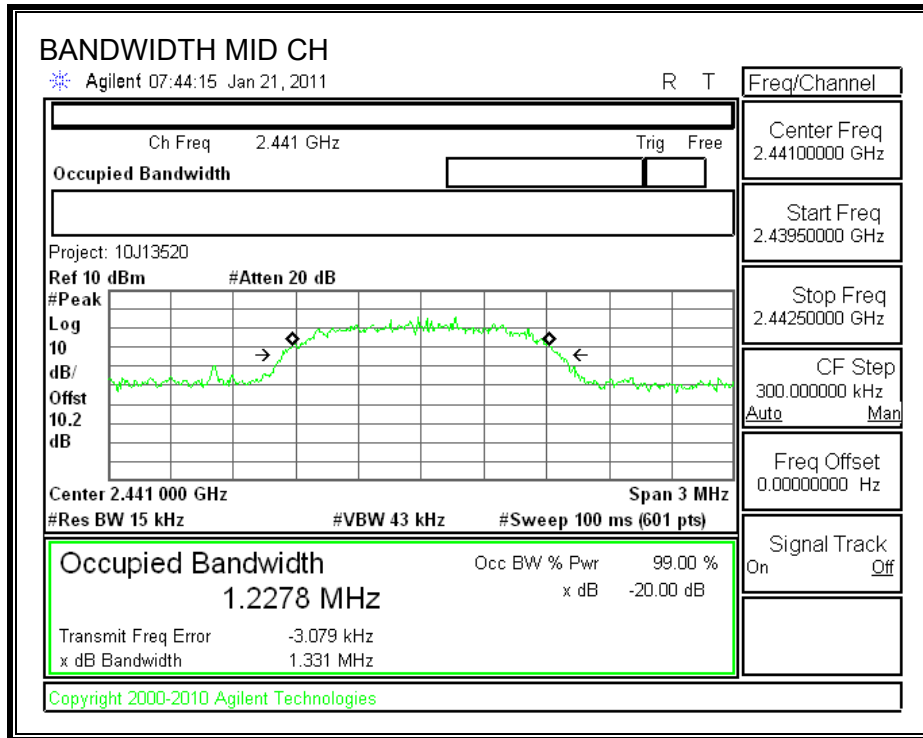 BANDWIDTH MID CH
Agilent 07:44:15 Jan 21, 2011 R T
Freq/Channel
Ch Freq 2.441 GHz Trig Free
Occupied Bandwidth
Center Freq
2.44100000 GHz
Start Freq
2.43950000 GHz
Stop Freq
2.44250000 GHz
CF Step
300.000000 kHz
Auto Man
Freq Offset
0.00000000 Hz
Signal Track
On Off
Project: 10J13520
Ref 10 dBm #Atten 20 dB
#Peak
Log
10
dB/
Offst
10.2
dB
Center 2.441 000 GHz Span 3 MHz
#Res BW 15 kHz #VBW 43 kHz #Sweep 100 ms (601 pts)
Occupied Bandwidth Occ BW % Pwr 99.00 %
1.2278 MHz x dB -20.00 dB
Transmit Freq Error -3.079 kHz
x dB Bandwidth 1.331 MHz
Copyright 2000-2010 Agilent Technologies